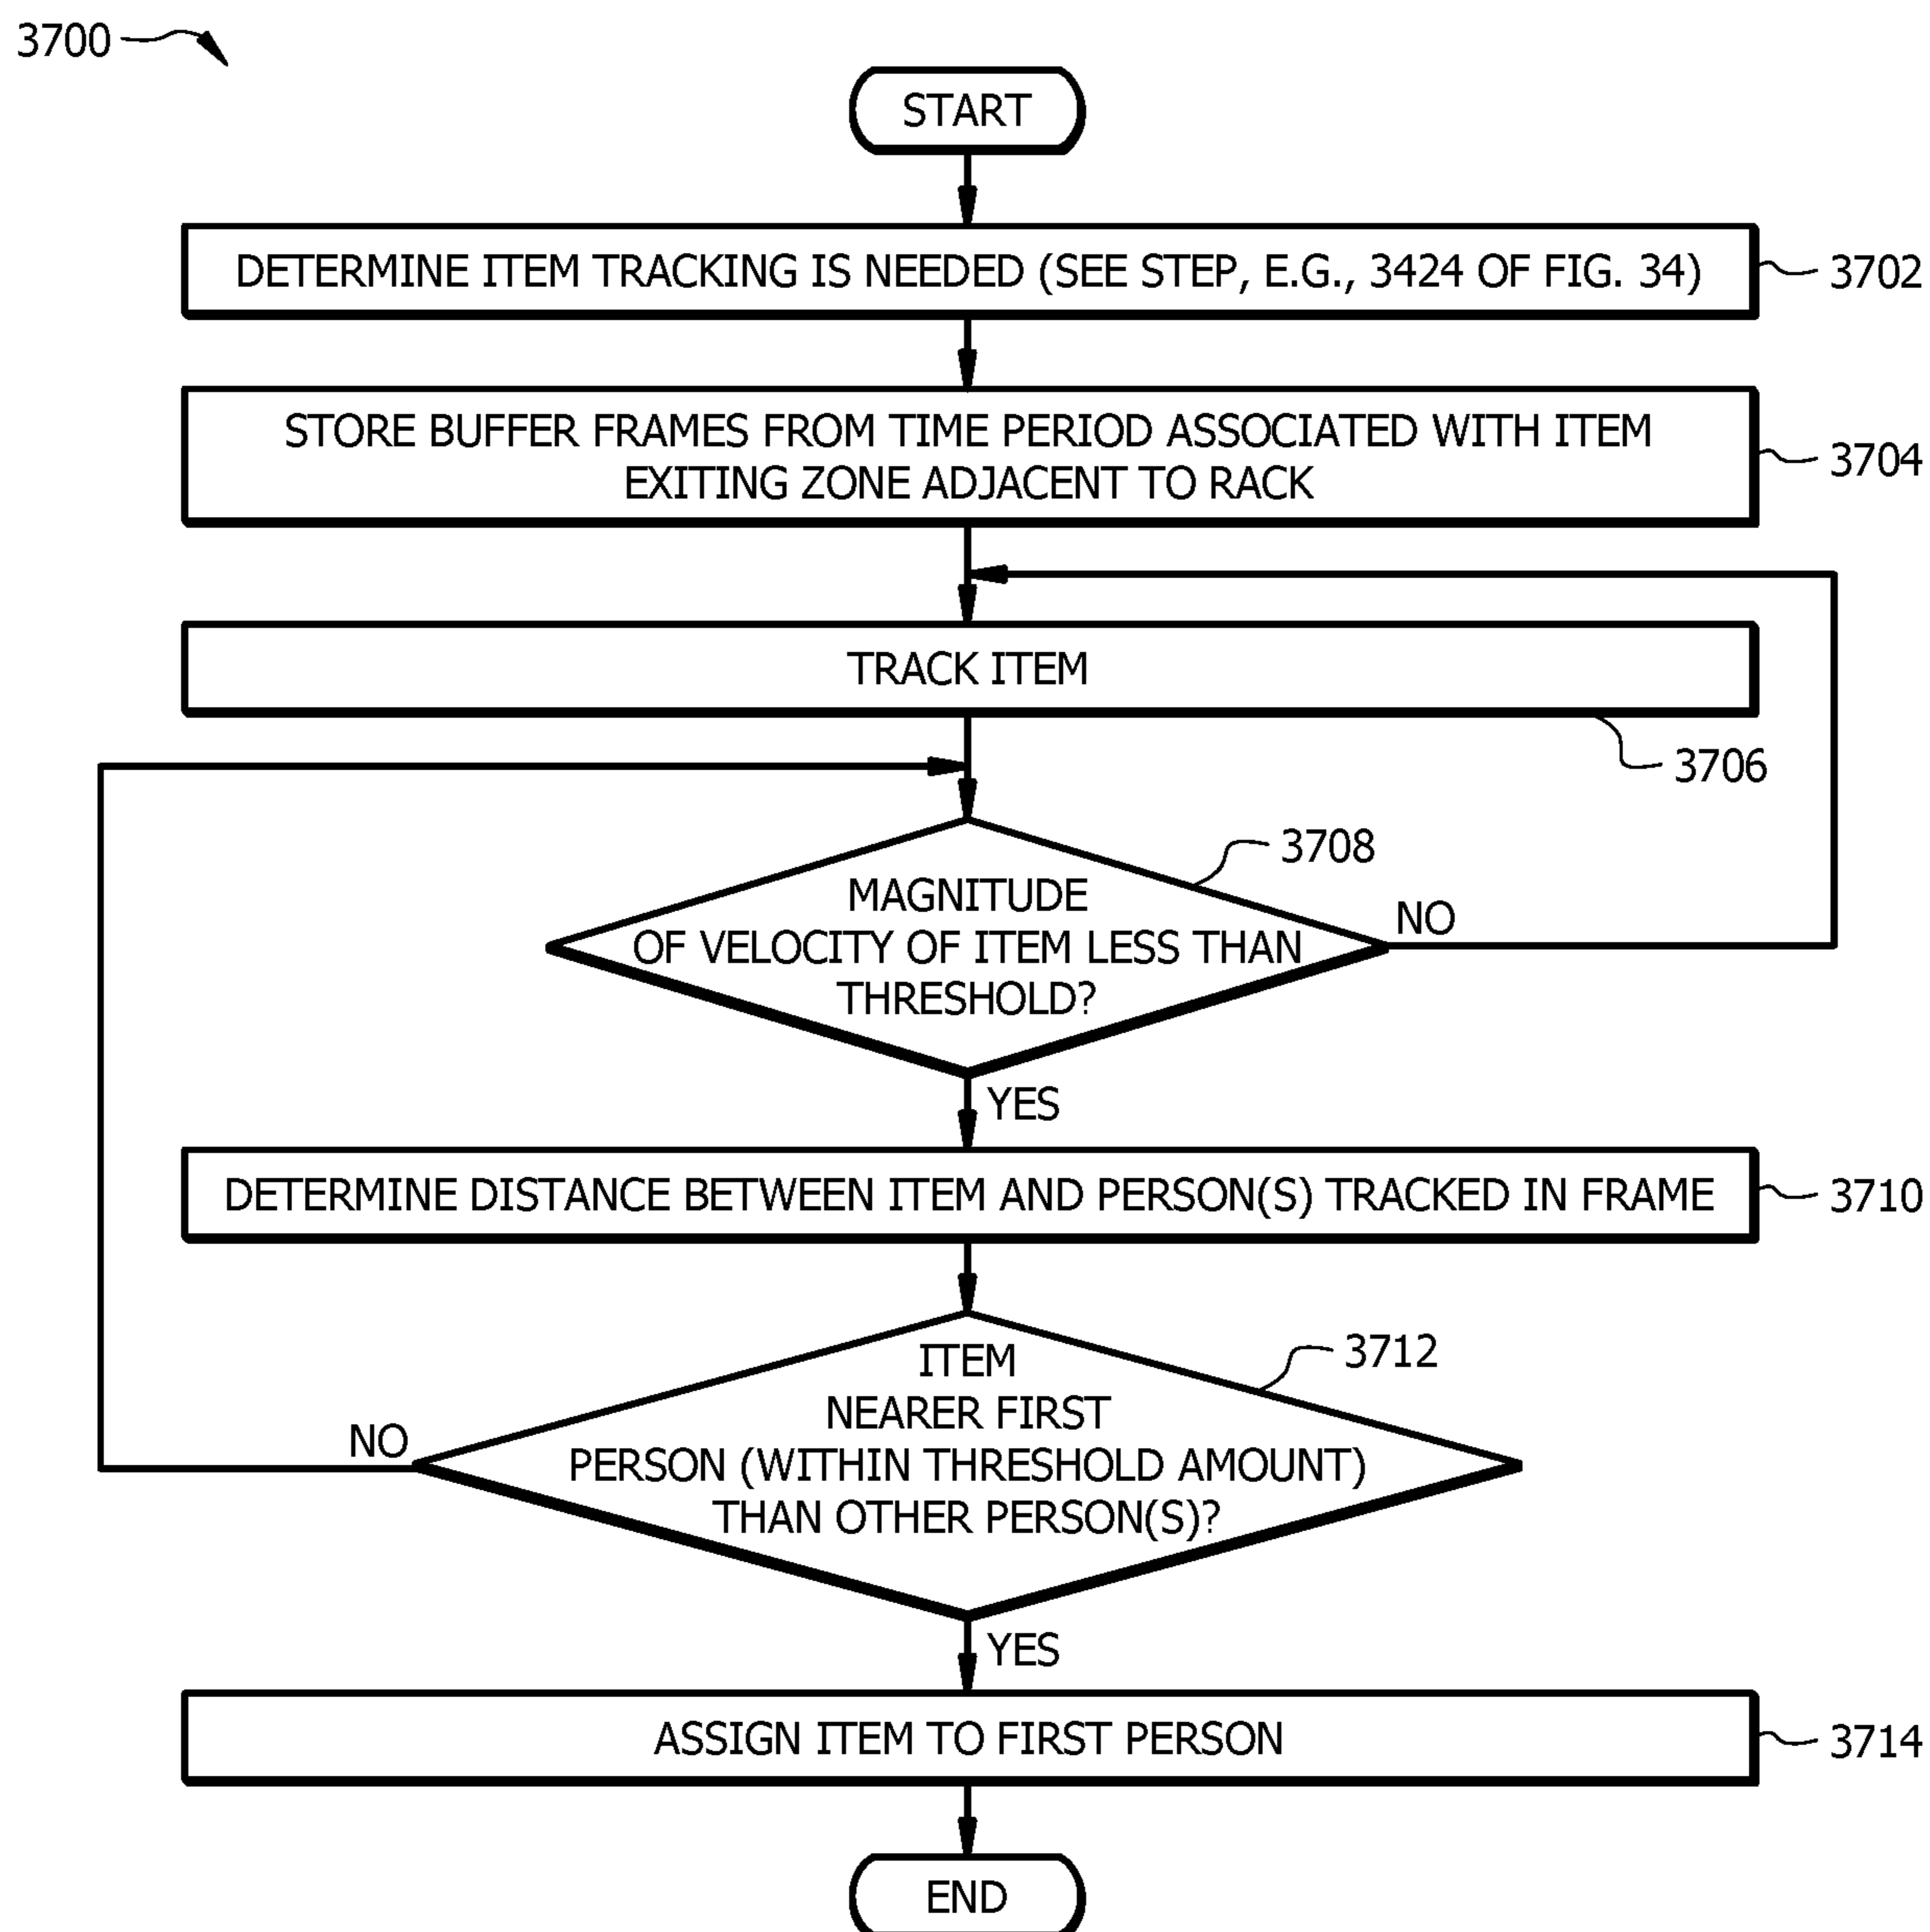 3700
START
DETERMINE ITEM TRACKING IS NEEDED (SEE STEP, E.G., 3424 OF FIG. 34)
3702
STORE BUFFER FRAMES FROM TIME PERIOD ASSOCIATED WITH ITEM
EXITING ZONE ADJACENT TO RACK
3704
TRACK ITEM
3706
3708
MAGNITUDE
OF VELOCITY OF ITEM LESS THAN
THRESHOLD?
NO
YES
DETERMINE DISTANCE BETWEEN ITEM AND PERSON(S) TRACKED IN FRAME
3710
3712
ITEM
NEARER FIRST
PERSON (WITHIN THRESHOLD AMOUNT)
THAN OTHER PERSON(S)?
NO
YES
ASSIGN ITEM TO FIRST PERSON
3714
END